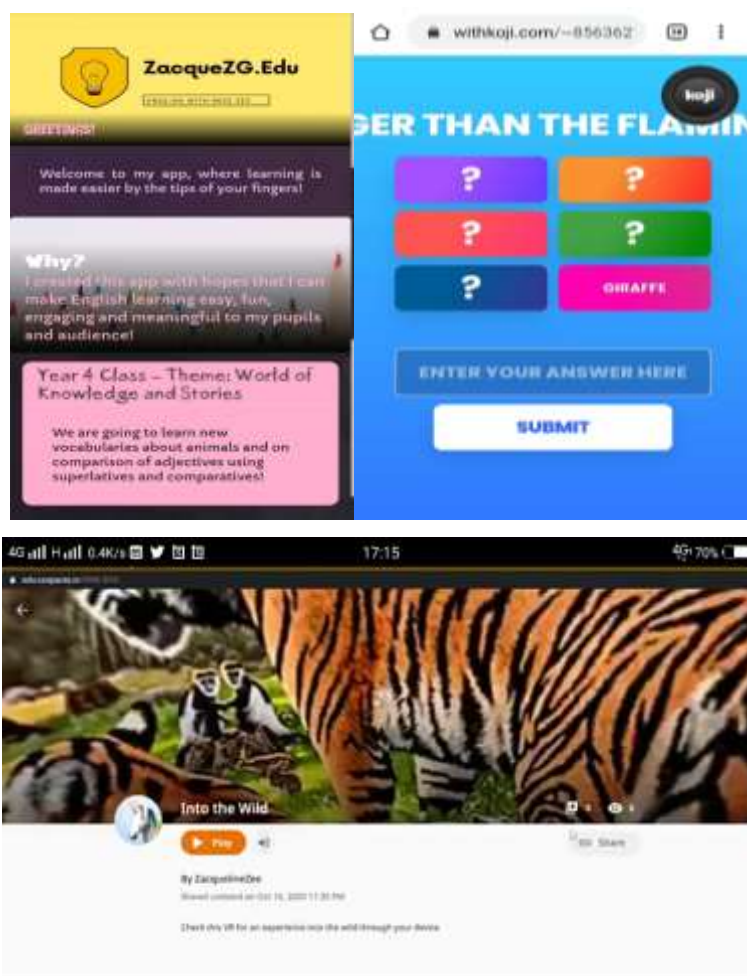 ZacqueZG.Edu
GREETINGS!
Welcome to my app, where learning is
made easier by the tips of your fingers!
Why?
I created this app with hopes that I can
make English learning easy, fun,
engaging and meaningful to my pupils
and audience!
Year 4 Class – Theme: World of
Knowledge and Stories
We are going to learn new
vocabularies about animals and on
comparison of adjectives using
superlatives and comparatives!
withkoji.com/~856362
koji
GER THAN THE FLAMIN
? ?
? ?
? GIRAFFE
ENTER YOUR ANSWER HERE
SUBMIT
4G H 0.4K/s 17:15 4G+ 70%
Into the Wild
Play Share
By ZacquelineZee
Check this VR for an experience into the wild through your device